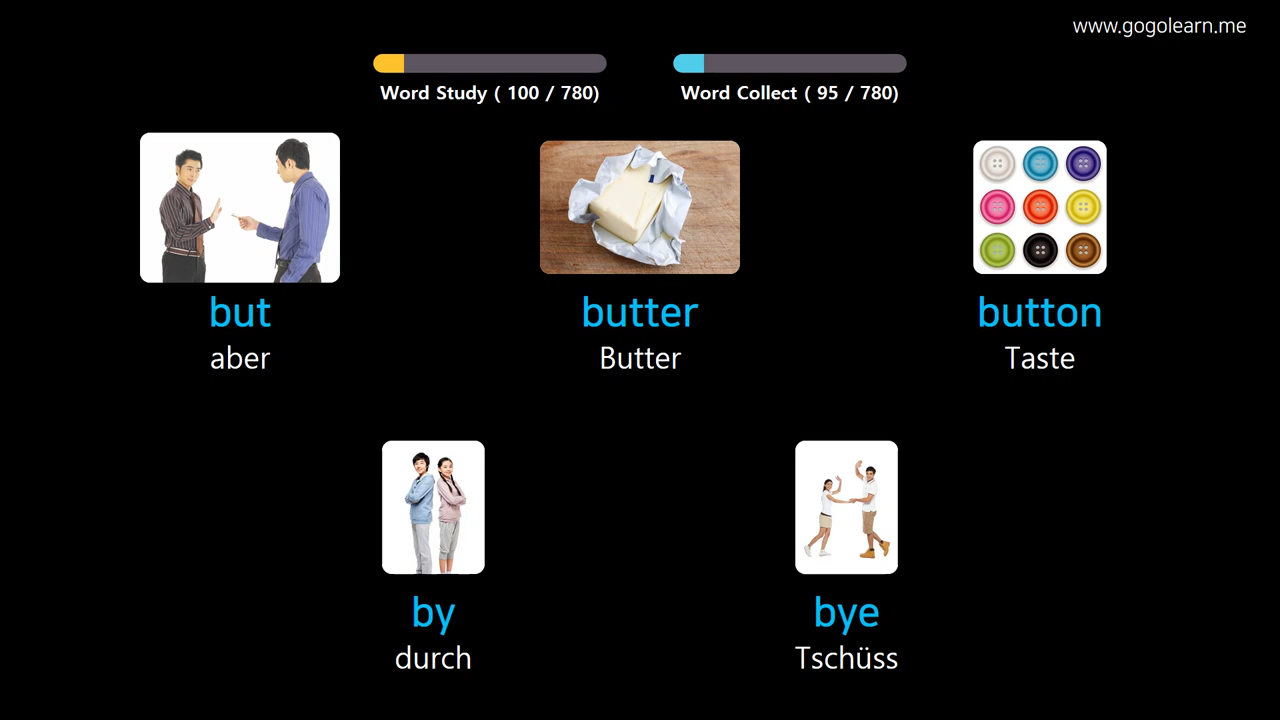 www.gogolearn.me
Word Study ( 100 / 780)
Word Collect ( 95 / 780)
but
aber
butter
Butter
button
Taste
by
durch
bye
Tschüss